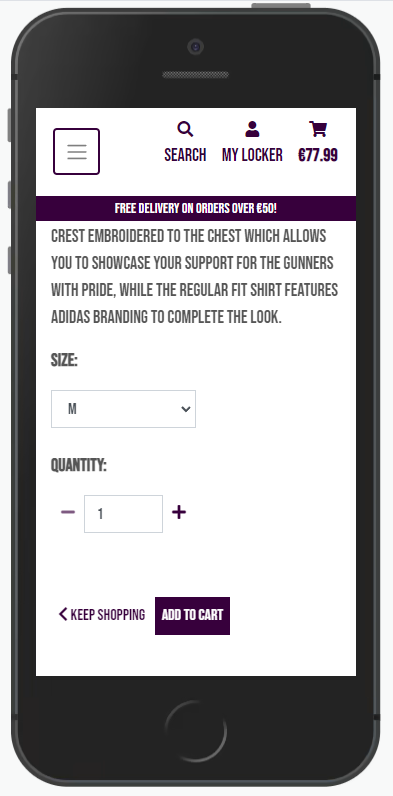 SEARCH MY LOCKER €77.99
FREE DELIVERY ON ORDERS OVER €50!
CREST EMBROIDERED TO THE CHEST WHICH ALLOWS
YOU TO SHOWCASE YOUR SUPPORT FOR THE GUNNERS
WITH PRIDE, WHILE THE REGULAR FIT SHIRT FEATURES
ADIDAS BRANDING TO COMPLETE THE LOOK.
SIZE:
M
QUANTITY:
1
KEEP SHOPPING ADD TO CART